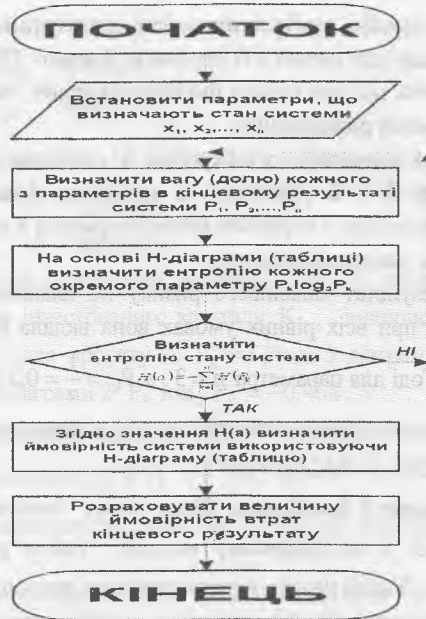 ПОЧАТОК
Встановити параметри, що
визначають стан системи
x₁, x₂,..., xₙ
Визначити вагу (долю) кожного
з параметрів в кінцевому результаті
системи P₁, P₂,...,Pₙ
На основі Н-діаграми (таблиці)
визначити ентропію кожного
окремого параметру Pₖlog₂Pₖ
Визначити
ентропію стану системи
НІ
ТАК
Згідно значення Н(а) визначити
ймовірність системи використовуючи
Н-діаграму (таблицю)
Розраховувати величину
ймовірність втрат
кінцевого результату
КІНЕЦЬ